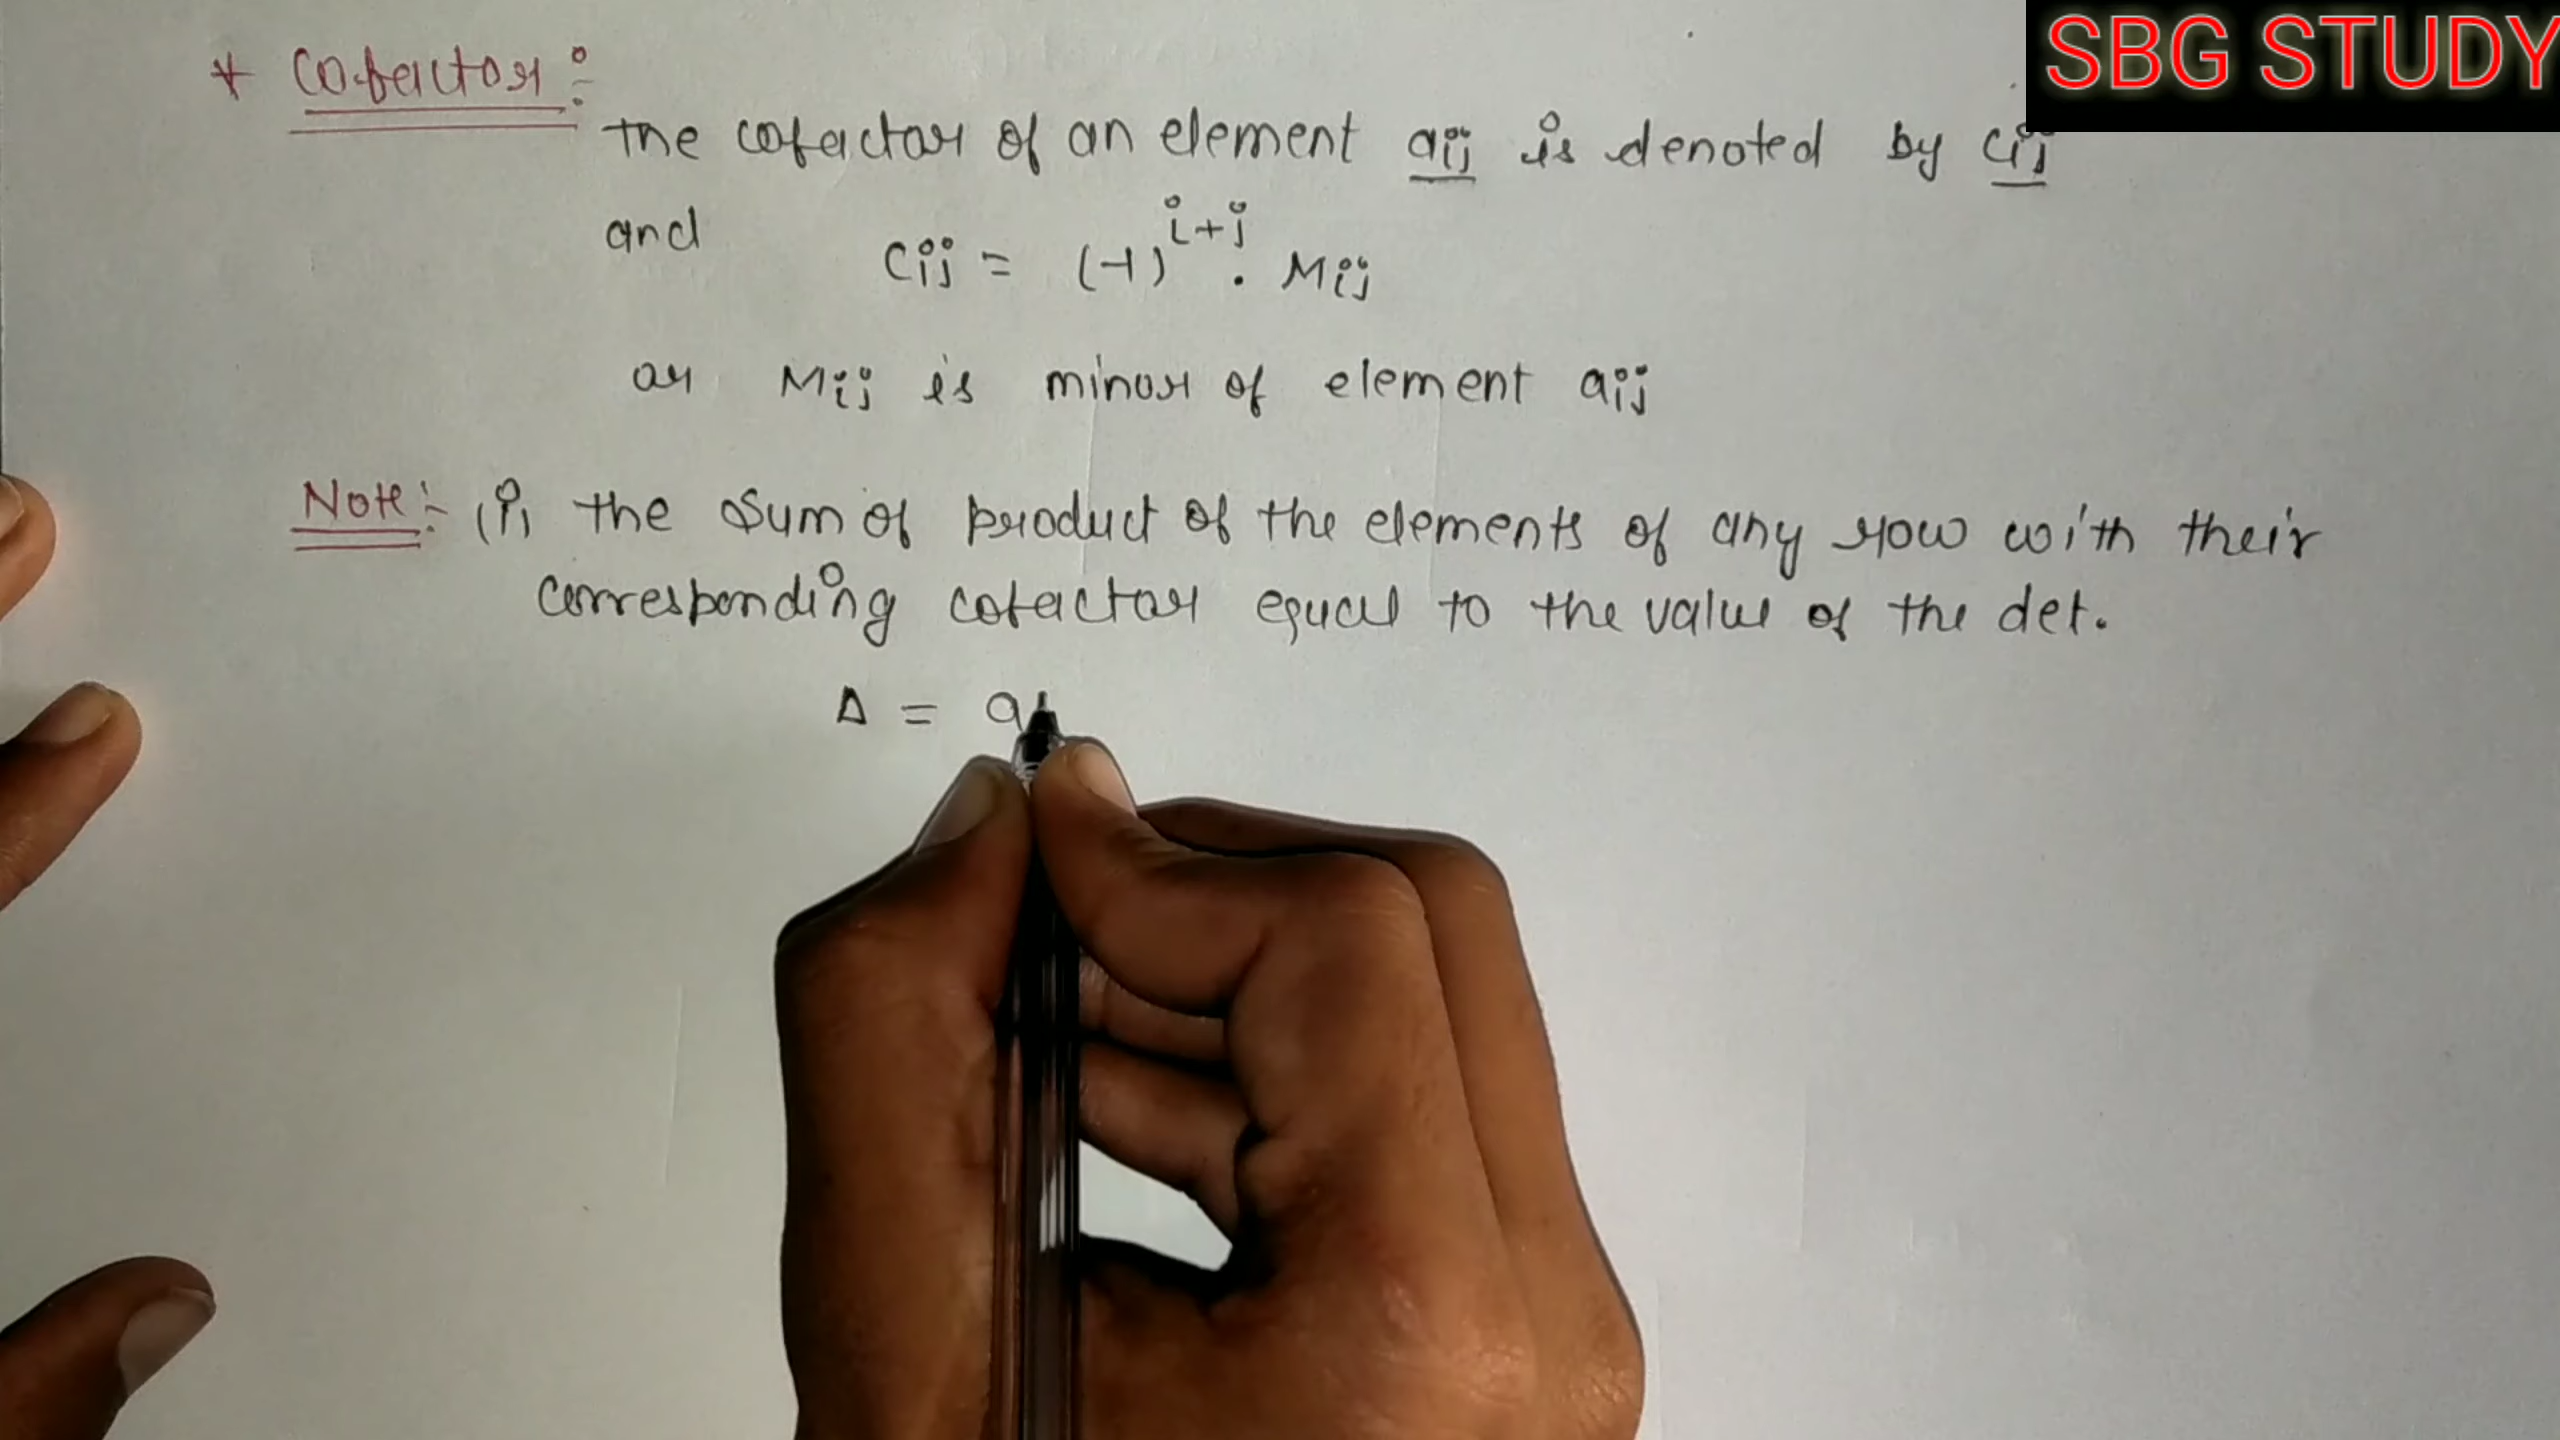 SBG STUDY
* Cofactor :-
the cofactor of an element aij is denoted by Cij
and Cij = (-1)^i+j . Mij
or Mij is minor of element aij
Note :- (i) the sum of product of the elements of any row with their
corresponding cofactor equal to the value of the det.
Δ = a